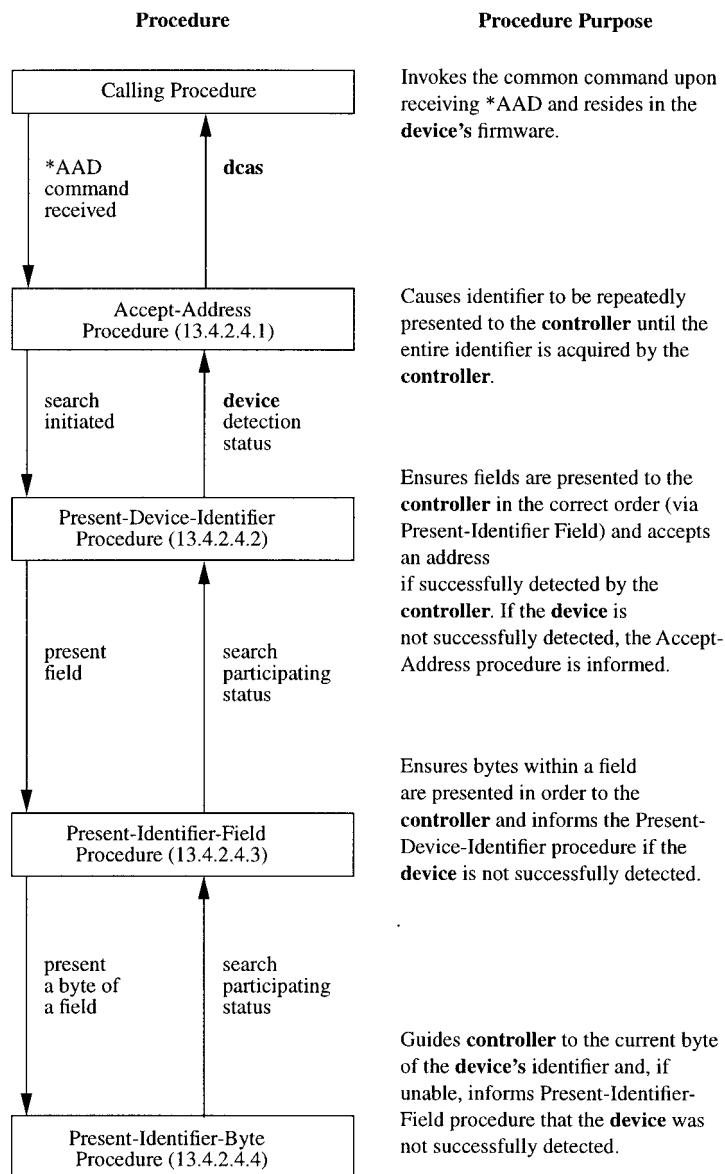 Procedure
Procedure Purpose
Calling Procedure
Invokes the common command upon
receiving *AAD and resides in the
device's firmware.
*AAD
command
received
dcas
Accept-Address
Procedure (13.4.2.4.1)
Causes identifier to be repeatedly
presented to the controller until the
entire identifier is acquired by the
controller.
search
initiated
device
detection
status
Present-Device-Identifier
Procedure (13.4.2.4.2)
Ensures fields are presented to the
controller in the correct order (via
Present-Identifier Field) and accepts
an address
if successfully detected by the
controller. If the device is
not successfully detected, the Accept-
Address procedure is informed.
present
field
search
participating
status
Present-Identifier-Field
Procedure (13.4.2.4.3)
Ensures bytes within a field
are presented in order to the
controller and informs the Present-
Device-Identifier procedure if the
device is not successfully detected.
present
a byte of
a field
search
participating
status
Present-Identifier-Byte
Procedure (13.4.2.4.4)
Guides controller to the current byte
of the device's identifier and, if
unable, informs Present-Identifier-
Field procedure that the device was
not successfully detected.